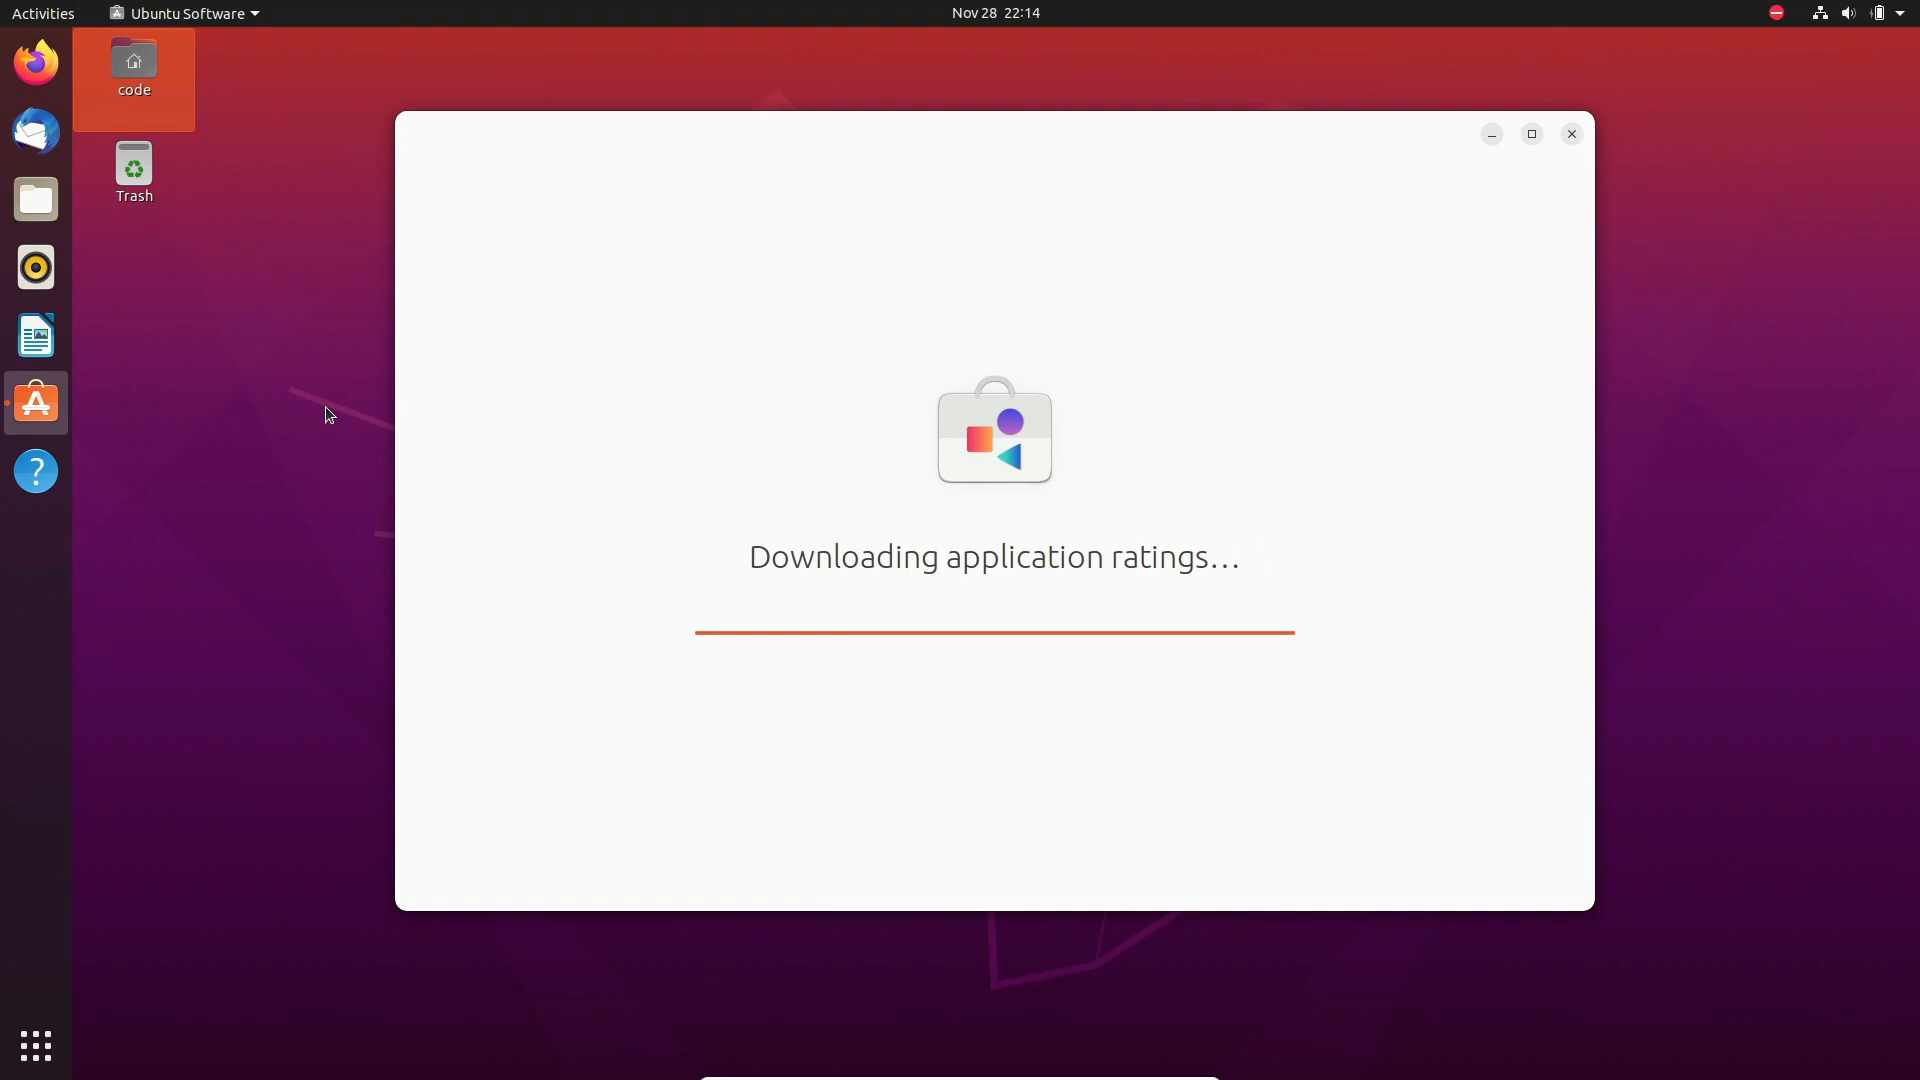 Activities
Ubuntu Software
Nov 28 22:14
code
Trash
Downloading application ratings...